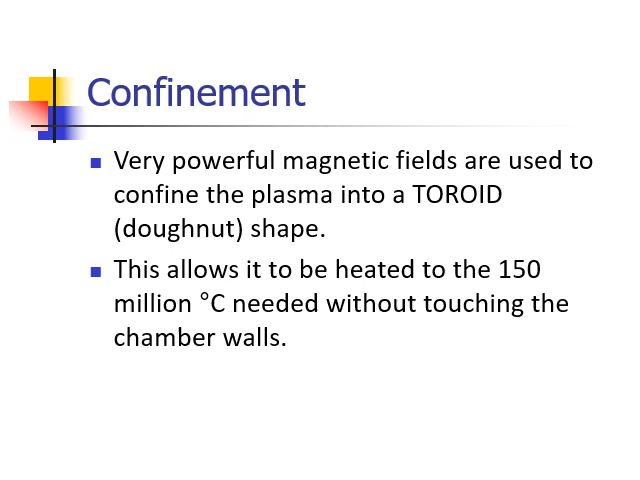 Confinement
Very powerful magnetic fields are used to
confine the plasma into a TOROID
(doughnut) shape.
This allows it to be heated to the 150
million °C needed without touching the
chamber walls.